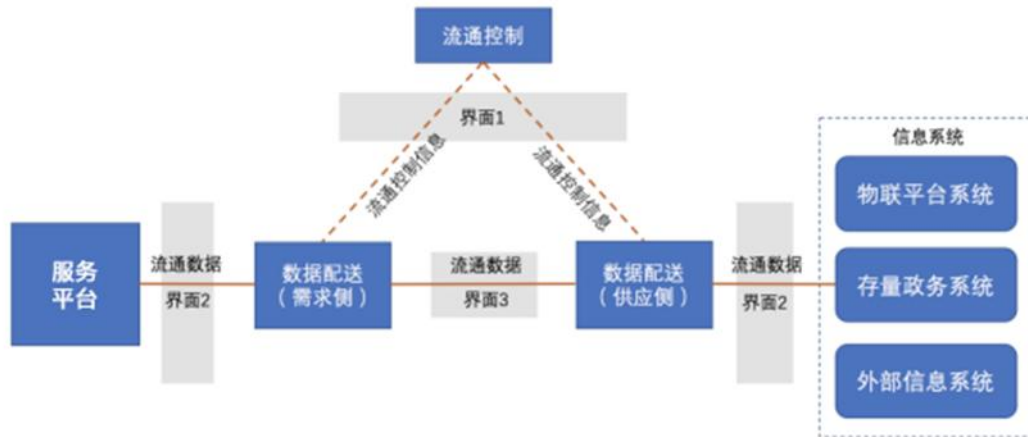 流通控制
界面1
流通控制信息
流通控制信息
信息系统
物联平台系统
服务
平台
流通数据
界面2
数据配送
（需求侧）
流通数据
界面3
数据配送
（供应侧）
流通数据
界面2
存量政务系统
外部信息系统